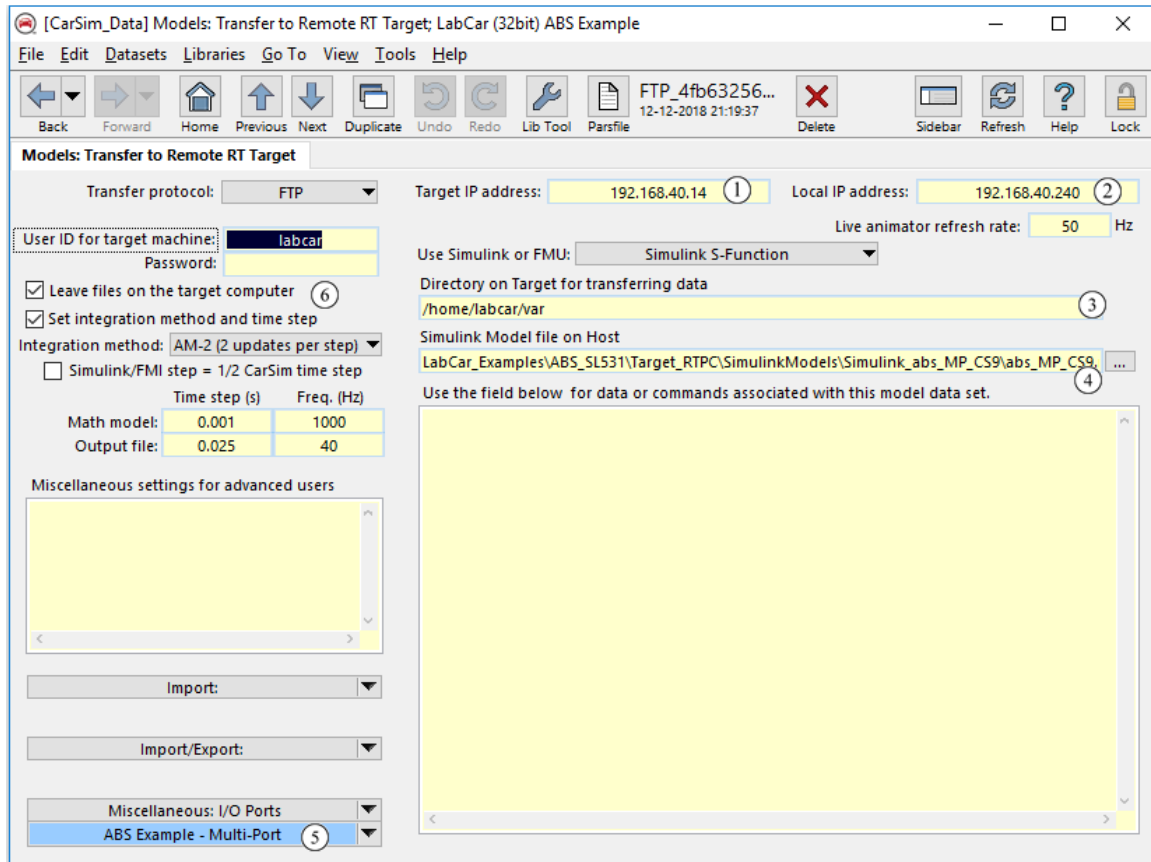 [CarSim_Data] Models: Transfer to Remote RT Target; LabCar (32bit) ABS Example
File Edit Datasets Libraries Go To View Tools Help
FTP_4fb63256...
12-12-2018 21:19:37
Back Forward Home Previous Next Duplicate Undo Redo Lib Tool Parsfile Delete Sidebar Refresh Help Lock
Models: Transfer to Remote RT Target
Transfer protocol: FTP Target IP address: 192.168.40.14 1 Local IP address: 192.168.40.240 2
Live animator refresh rate: 50 Hz
User ID for target machine: labcar
Use Simulink or FMU: Simulink S-Function
Password:
Leave files on the target computer 6
Directory on Target for transferring data
/home/labcar/var 3
Set integration method and time step
Simulink Model file on Host
Integration method: AM-2 (2 updates per step)
LabCar_Examples\ABS_SL531\Target_RTPC\SimulinkModels\Simulink_abs_MP_CS9\abs_MP_CS9. ...
4
Simulink/FMI step = 1/2 CarSim time step
Use the field below for data or commands associated with this model data set.
Time step (s) Freq. (Hz)
Math model: 0.001 1000
Output file: 0.025 40
Miscellaneous settings for advanced users
Import:
Import/Export:
Miscellaneous: I/O Ports
ABS Example - Multi-Port 5